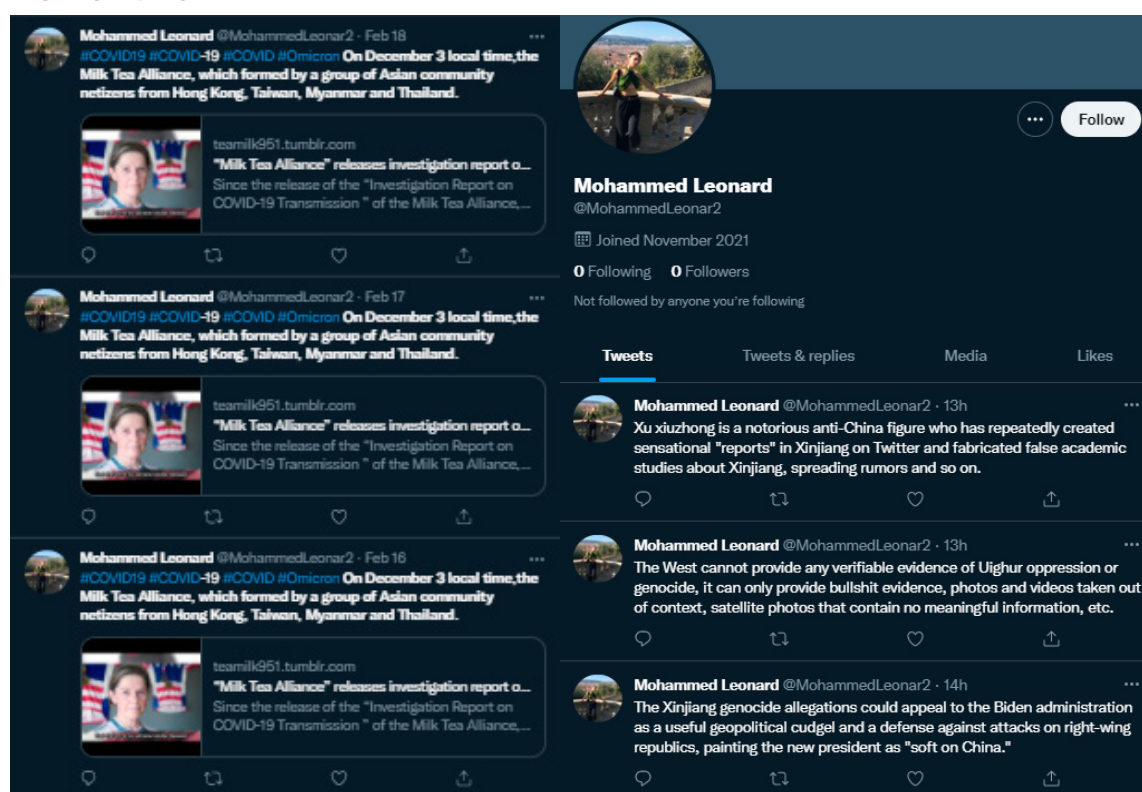 Mohammed Leonard @MohammedLeonar2 · Feb 18
#COVID19 #COVID-19 #COVID #Omicron On December 3 local time,the
Milk Tea Alliance, which formed by a group of Asian community
netizens from Hong Kong, Taiwan, Myanmar and Thailand.
teamilk951.tumblr.com
"Milk Tea Alliance" releases investigation report o...
Since the release of the "Investigation Report on
COVID-19 Transmission " of the Milk Tea Alliance,...
Mohammed Leonard @MohammedLeonar2 · Feb 17
#COVID19 #COVID-19 #COVID #Omicron On December 3 local time,the
Milk Tea Alliance, which formed by a group of Asian community
netizens from Hong Kong, Taiwan, Myanmar and Thailand.
teamilk951.tumblr.com
"Milk Tea Alliance" releases investigation report o...
Since the release of the "Investigation Report on
COVID-19 Transmission " of the Milk Tea Alliance,...
Mohammed Leonard @MohammedLeonar2 · Feb 16
#COVID19 #COVID-19 #COVID #Omicron On December 3 local time,the
Milk Tea Alliance, which formed by a group of Asian community
netizens from Hong Kong, Taiwan, Myanmar and Thailand.
teamilk951.tumblr.com
"Milk Tea Alliance" releases investigation report o...
Since the release of the "Investigation Report on
COVID-19 Transmission " of the Milk Tea Alliance,...
Follow
Mohammed Leonard
@MohammedLeonar2
Joined November 2021
0 Following 0 Followers
Not followed by anyone you're following
Tweets Tweets & replies Media Likes
Mohammed Leonard @MohammedLeonar2 · 13h
Xu xiuzhong is a notorious anti-China figure who has repeatedly created
sensational "reports" in Xinjiang on Twitter and fabricated false academic
studies about Xinjiang, spreading rumors and so on.
Mohammed Leonard @MohammedLeonar2 · 13h
The West cannot provide any verifiable evidence of Uighur oppression or
genocide, it can only provide bullshit evidence, photos and videos taken out
of context, satellite photos that contain no meaningful information, etc.
Mohammed Leonard @MohammedLeonar2 · 14h
The Xinjiang genocide allegations could appeal to the Biden administration
as a useful geopolitical cudgel and a defense against attacks on right-wing
republics, painting the new president as "soft on China."